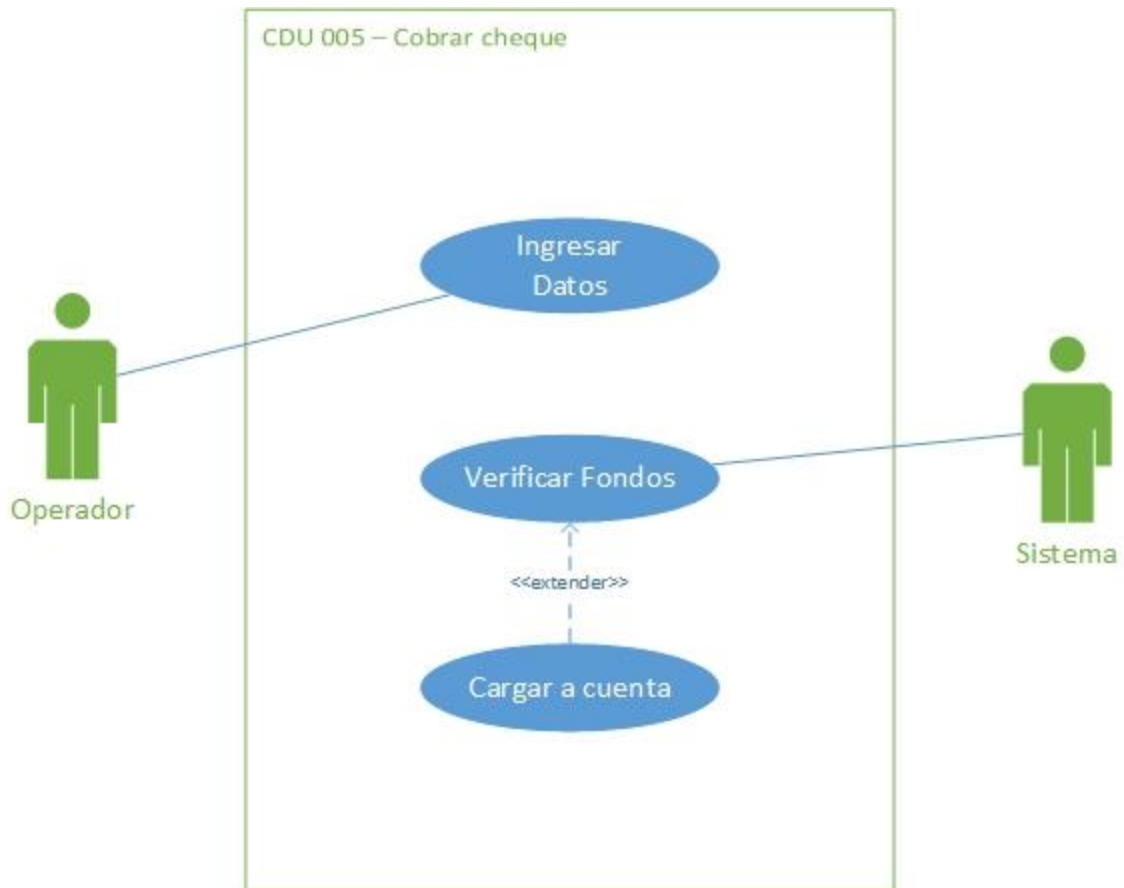 CDU 005 – Cobrar cheque
Ingresar
Datos
Operador
Verificar Fondos
Sistema
<<extender>>
Cargar a cuenta